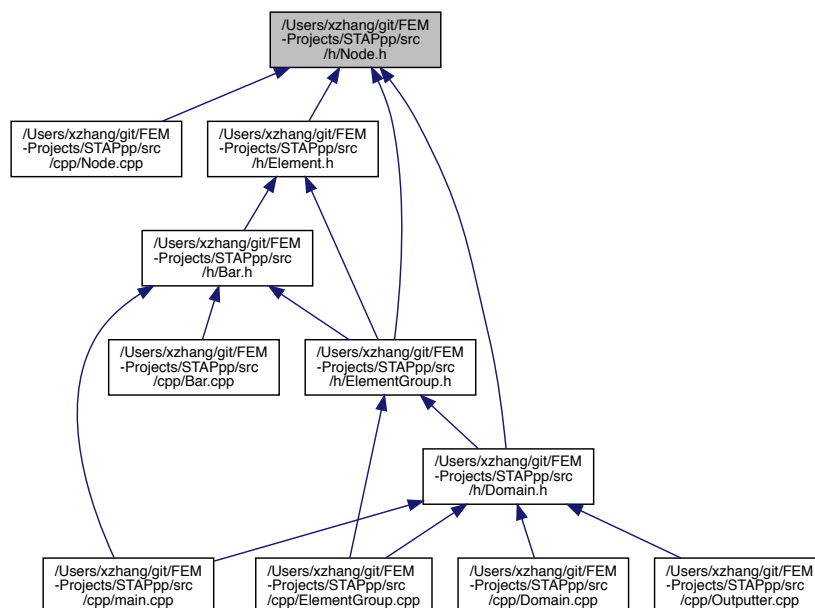 /Users/xzhang/git/FEM
-Projects/STAPpp/src
/h/Node.h
/Users/xzhang/git/FEM
-Projects/STAPpp/src
/cpp/Node.cpp
/Users/xzhang/git/FEM
-Projects/STAPpp/src
/h/Element.h
/Users/xzhang/git/FEM
-Projects/STAPpp/src
/h/Bar.h
/Users/xzhang/git/FEM
-Projects/STAPpp/src
/cpp/Bar.cpp
/Users/xzhang/git/FEM
-Projects/STAPpp/src
/h/ElementGroup.h
/Users/xzhang/git/FEM
-Projects/STAPpp/src
/h/Domain.h
/Users/xzhang/git/FEM
-Projects/STAPpp/src
/cpp/main.cpp
/Users/xzhang/git/FEM
-Projects/STAPpp/src
/cpp/ElementGroup.cpp
/Users/xzhang/git/FEM
-Projects/STAPpp/src
/cpp/Domain.cpp
/Users/xzhang/git/FEM
-Projects/STAPpp/src
/cpp/Outputter.cpp